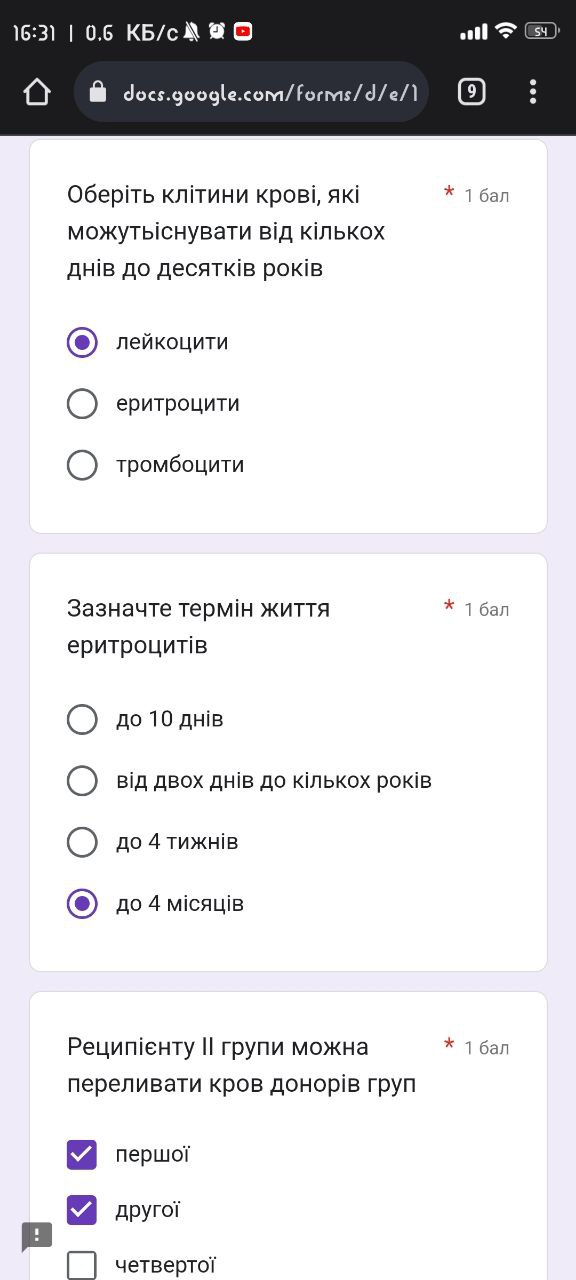 16:31 | 0,6 КБ/с
54
docs.google.com/forms/d/e/1
9
Оберіть клітини крові, які
можутьіснувати від кількох
днів до десятків років
* 1 бал
лейкоцити
еритроцити
тромбоцити
Зазначте термін життя
еритроцитів
* 1 бал
до 10 днів
від двох днів до кількох років
до 4 тижнів
до 4 місяців
Реципієнту ІІ групи можна
переливати кров донорів груп
* 1 бал
першої
другої
четвертої